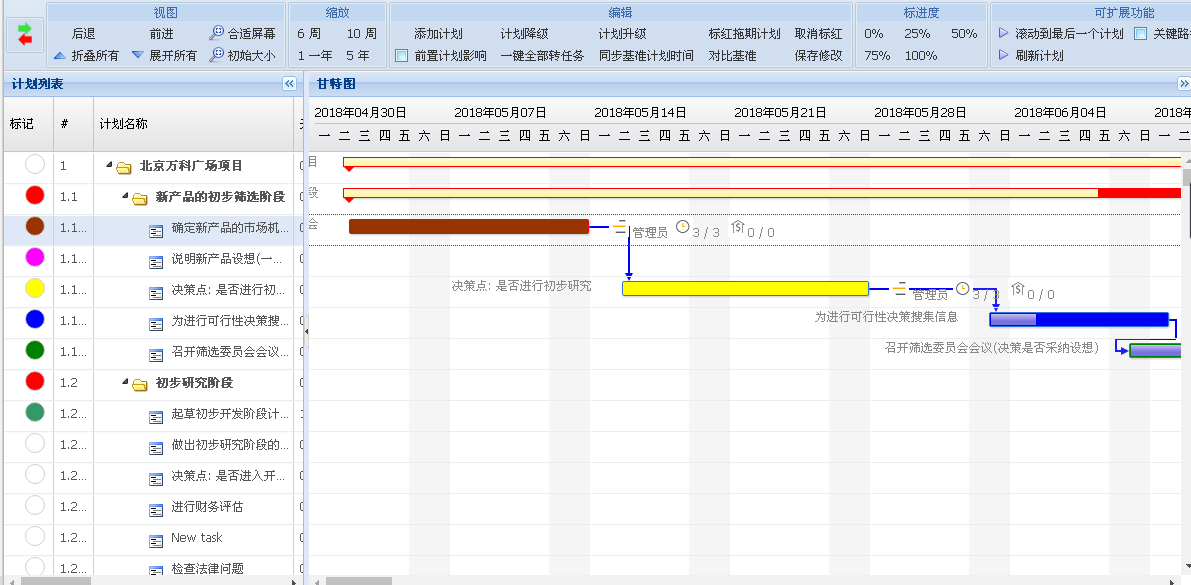 视图
后退
前进
合适屏幕
折叠所有
展开所有
初始大小
缩放
6 周
10 周
1 一年
5 年
编辑
添加计划
计划降级
计划升级
标红拖期计划
取消标红
前置计划影响
一键全部转任务
同步基准计划时间
对比基准
保存修改
标进度
0%
25%
50%
75%
100%
可扩展功能
滚动到最后一个计划
关键路
刷新计划
计划列表
甘特图
标记
#
计划名称
2018年04月30日
2018年05月07日
2018年05月14日
2018年05月21日
2018年05月28日
2018年06月04日
2018年
一 二 三 四 五 六 日 一 二 三 四 五 六 日 一 二 三 四 五 六 日 一 二 三 四 五 六 日 一 二 三 四 五 六 日 一 二 三 四 五 六 日 一 二
1
北京万科广场项目
目
1.1
新产品的初步筛选阶段
段
1.1...
确定新产品的市场机...
会
管理员
3 / 3
0 / 0
1.1...
说明新产品设想(一...
1.1...
决策点: 是否进行初...
决策点: 是否进行初步研究
管理员
3 / 3
0 / 0
1.1...
为进行可行性决策搜...
为进行可行性决策搜集信息
1.1...
召开筛选委员会会议...
召开筛选委员会会议(决策是否采纳设想)
1.2
初步研究阶段
1.2...
起草初步开发阶段计...
1.2...
做出初步研究阶段的...
1.2...
决策点: 是否进入开...
1.2...
进行财务评估
1.2...
New task
1.2...
检查法律问题